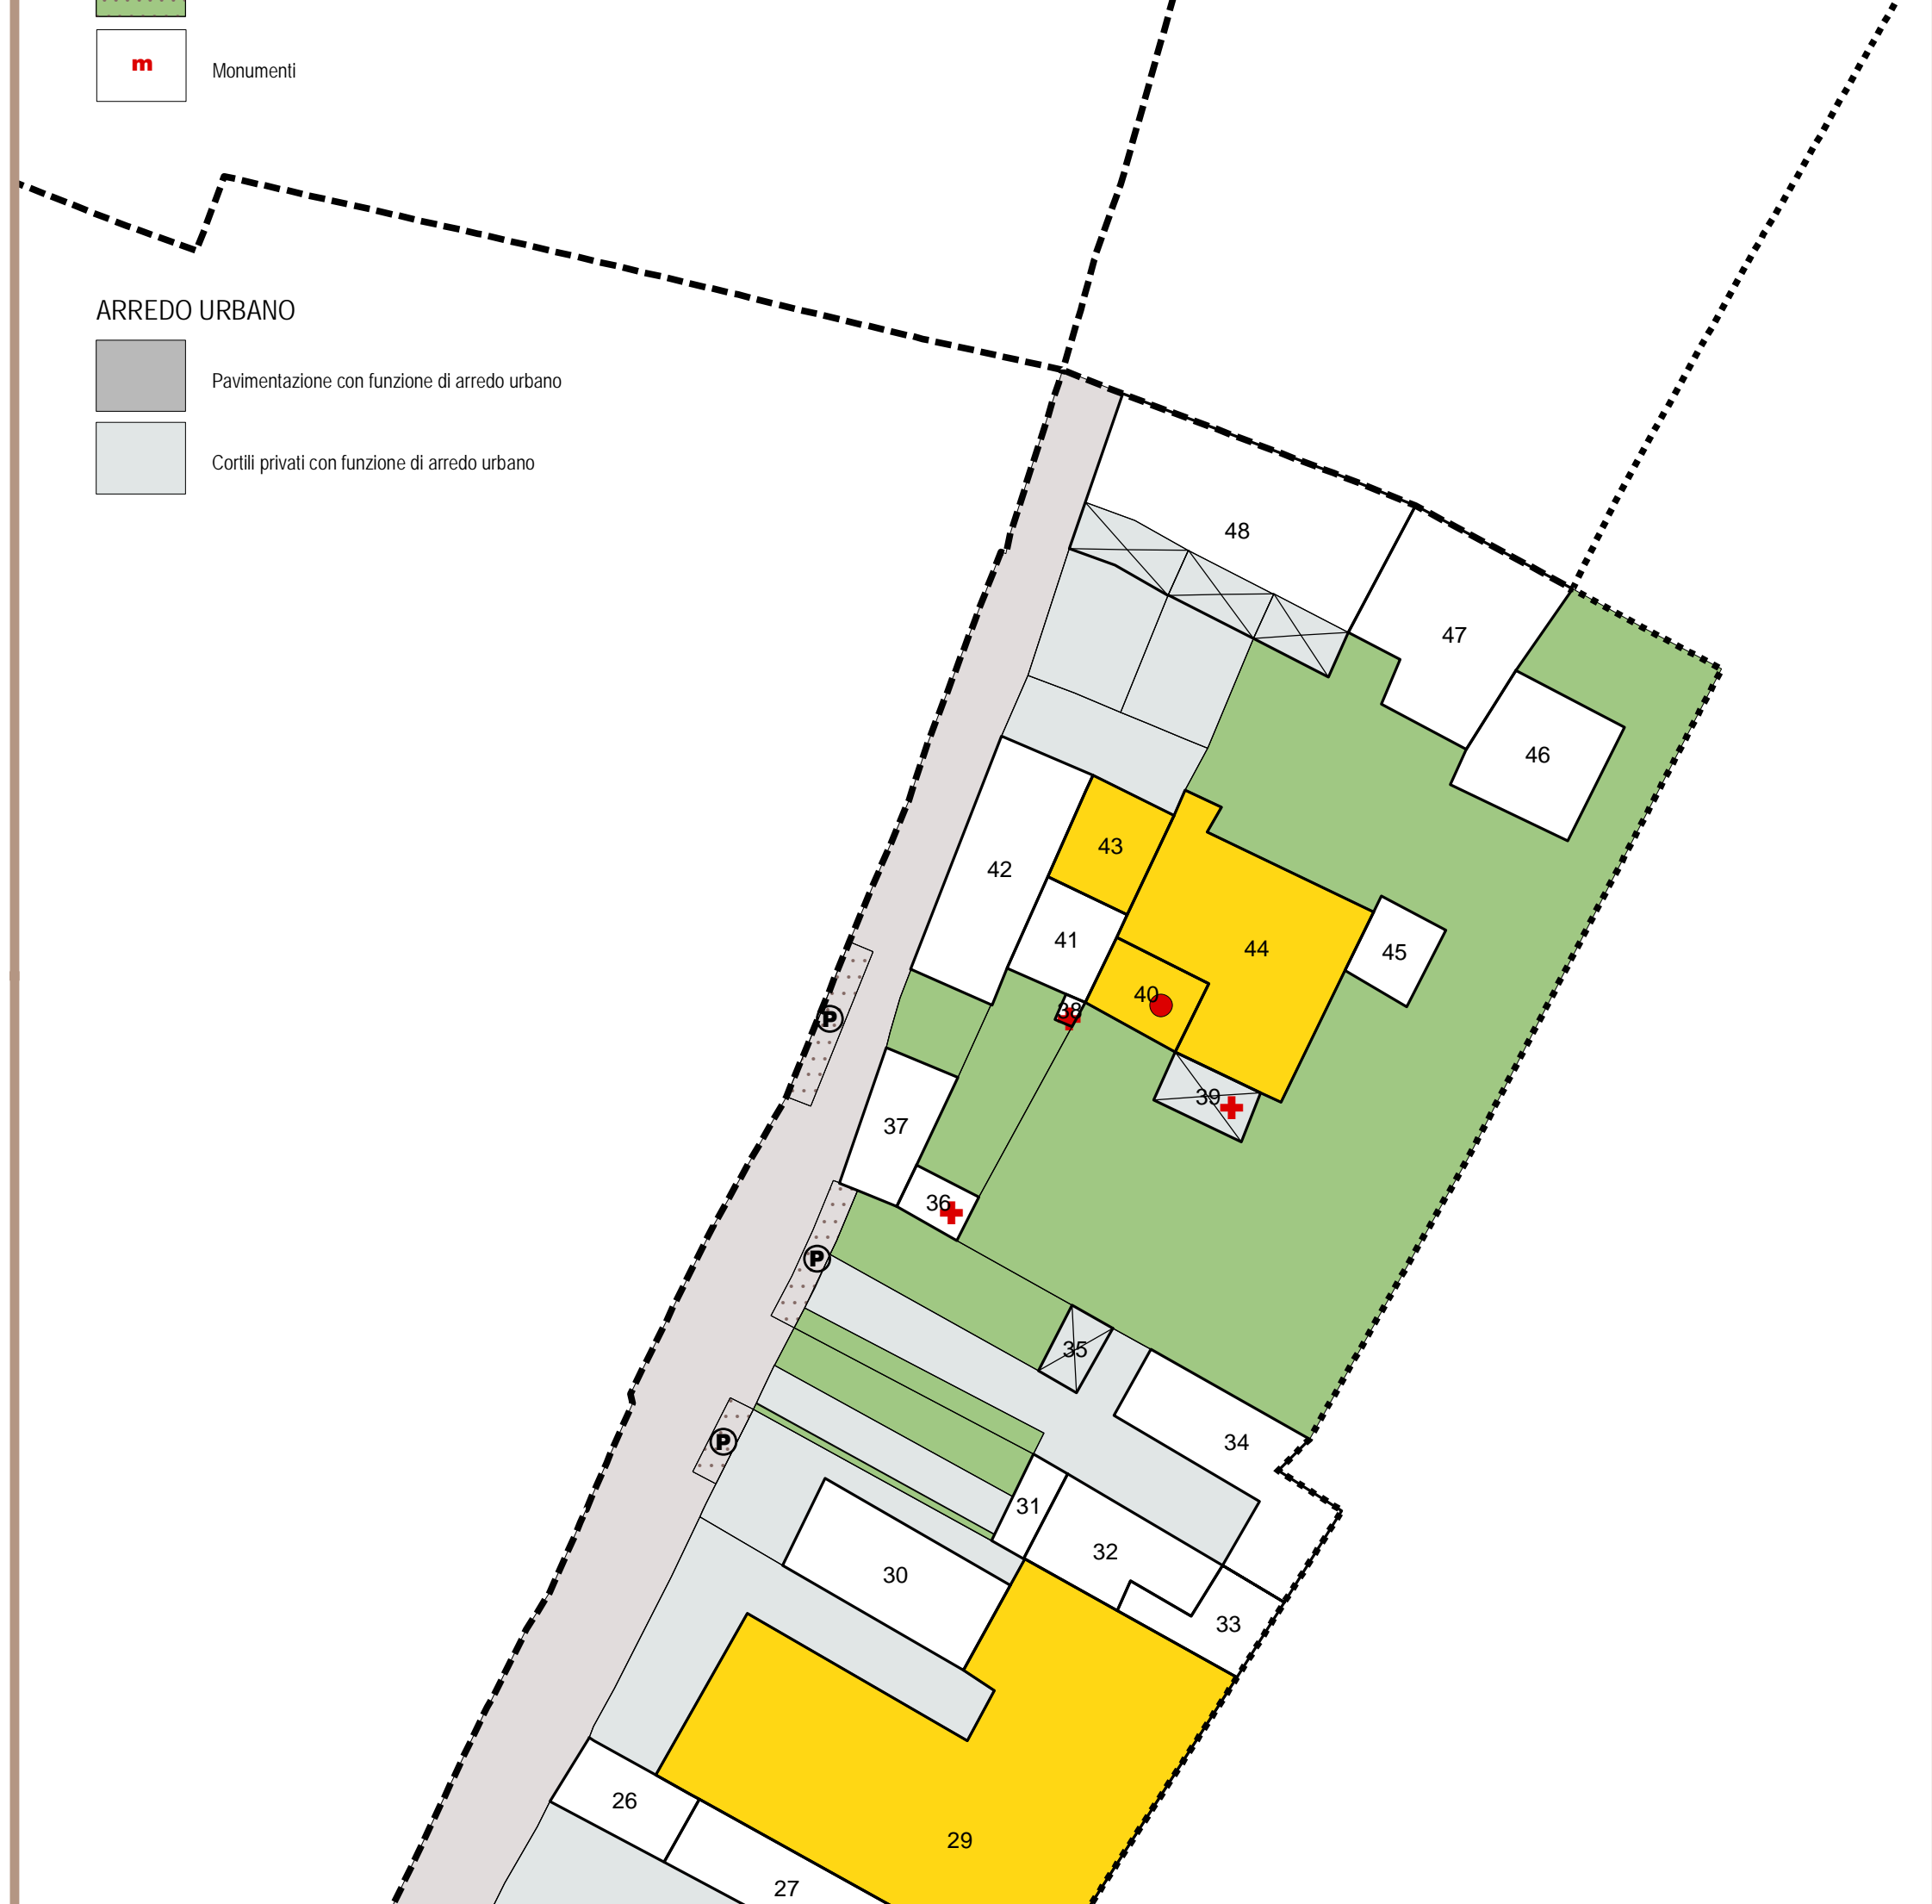 m
Monumenti
ARREDO URBANO
Pavimentazione con funzione di arredo urbano
Cortili privati con funzione di arredo urbano
48
47
46
43
42
41
44
45
40
38
P
39
37
36
P
35
34
P
31
32
30
33
26
29
27